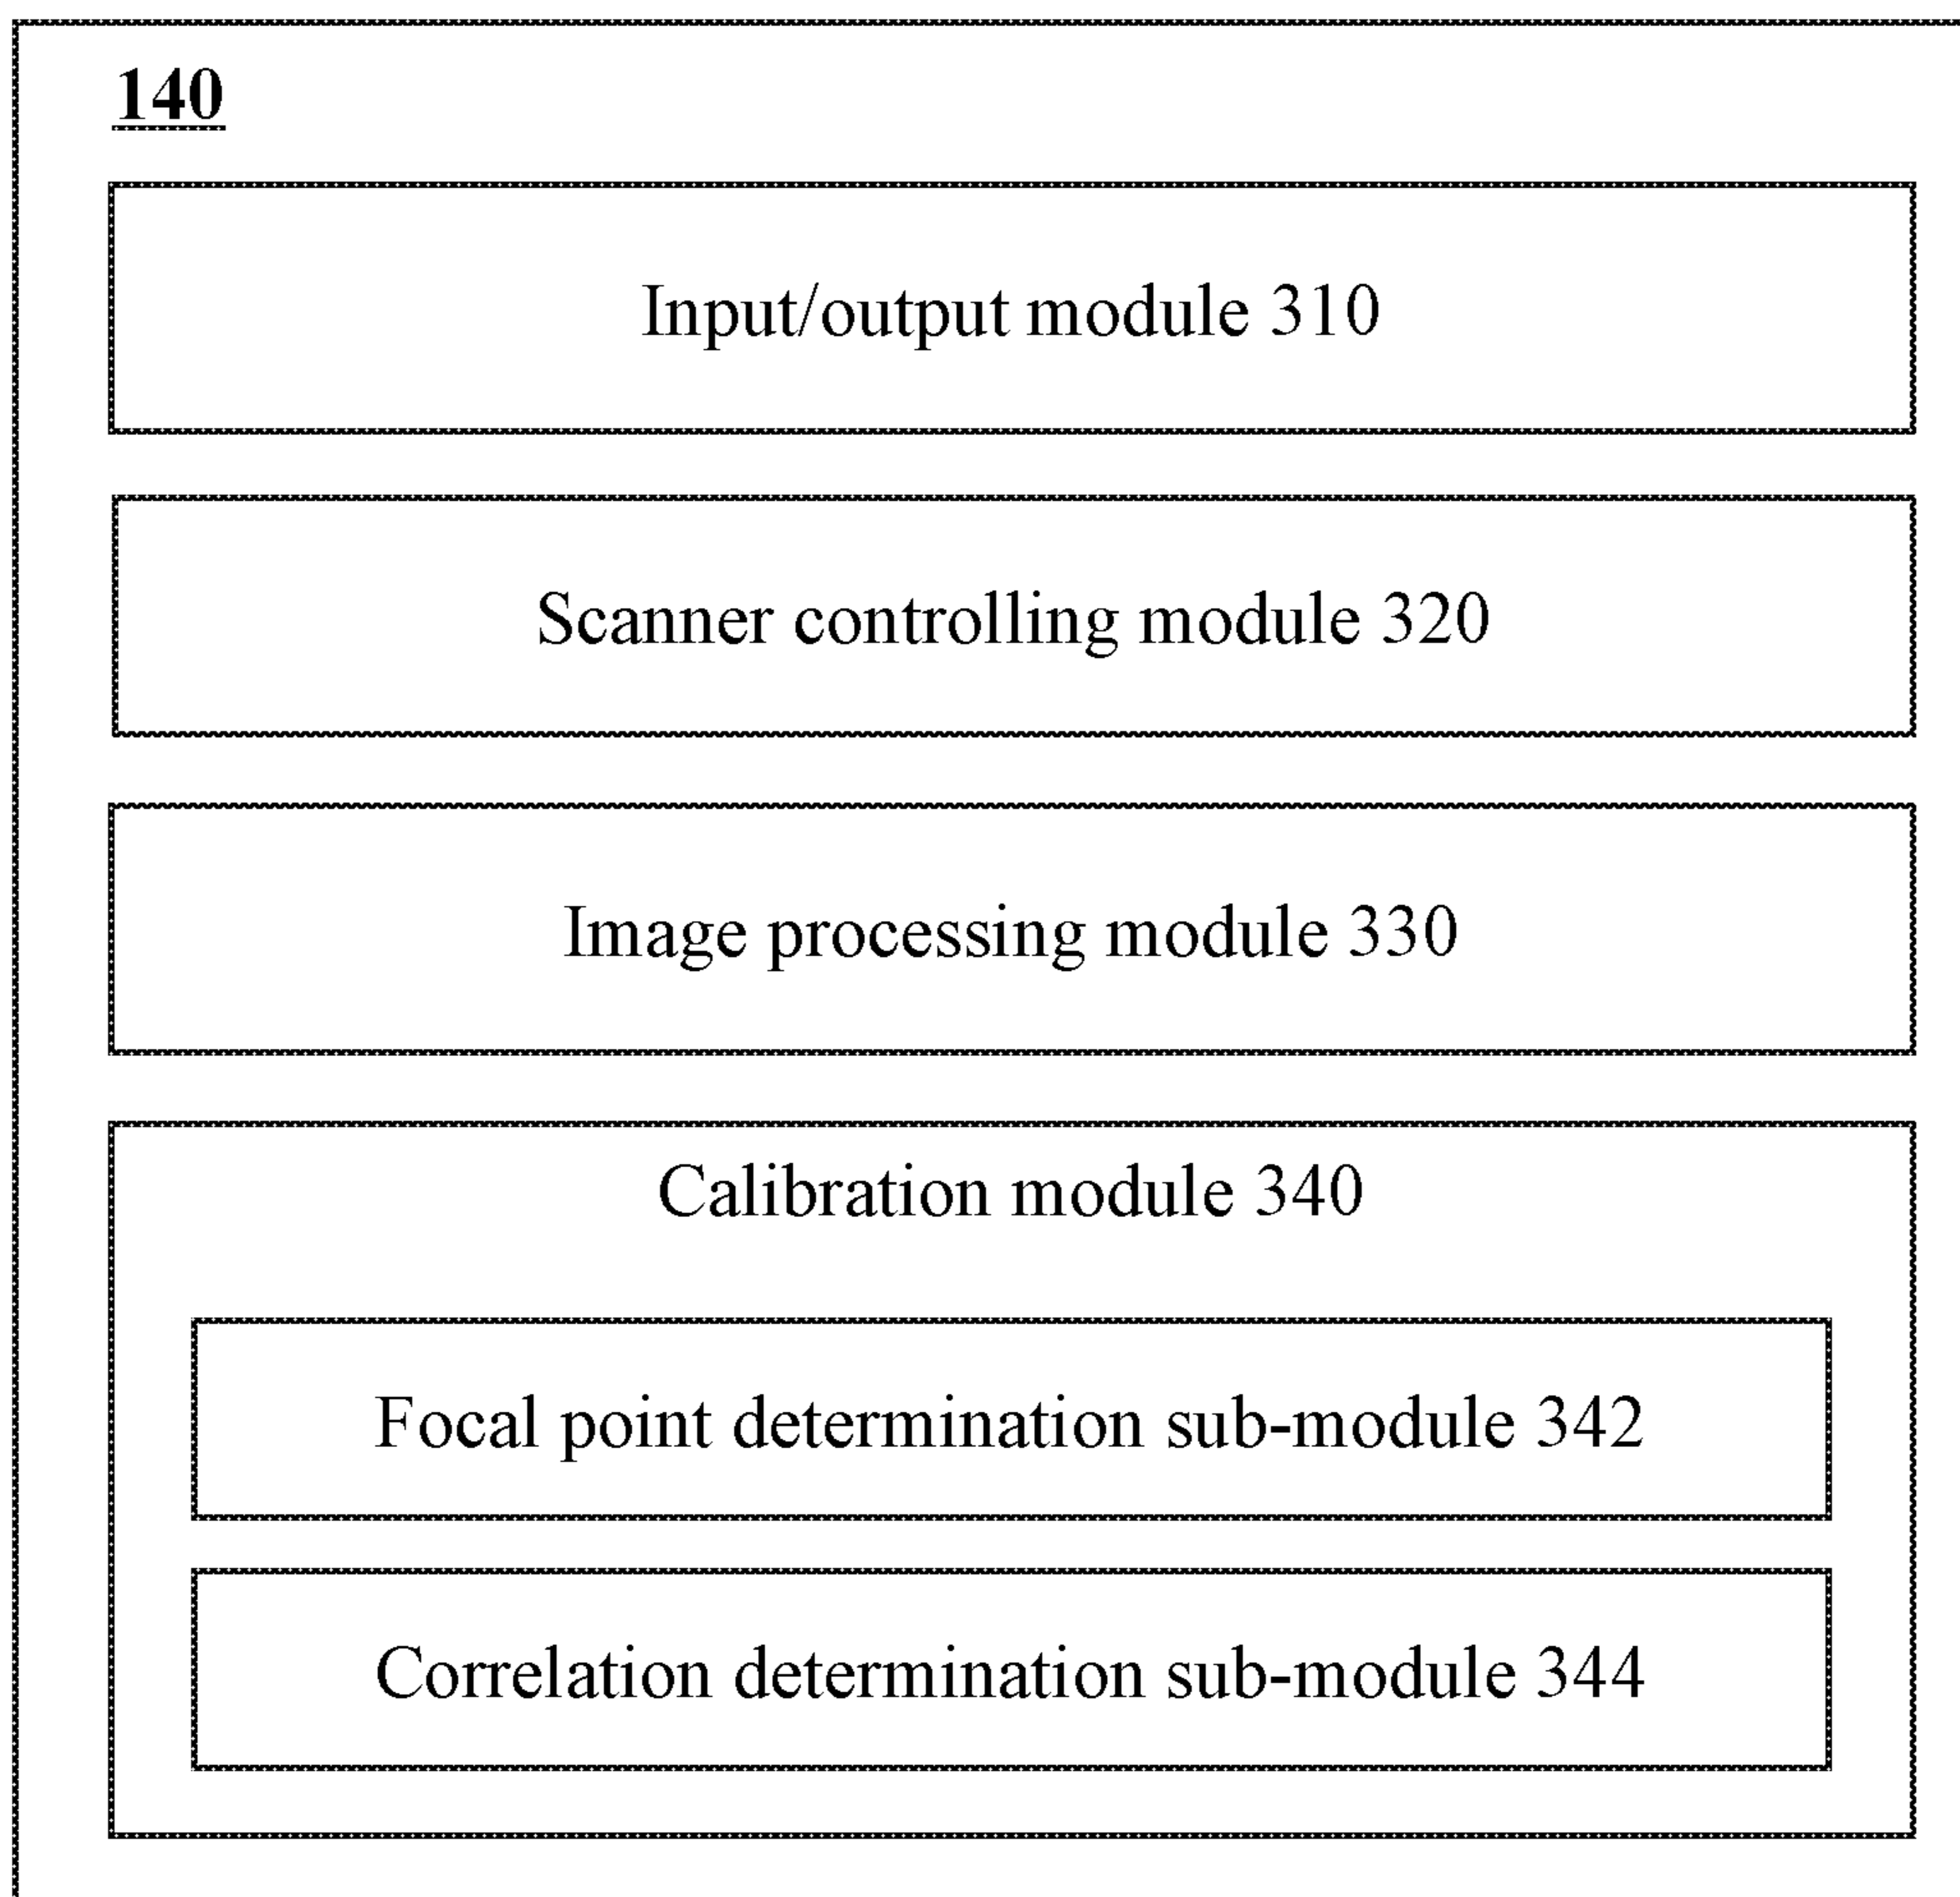 140
Input/output module 310
Scanner controlling module 320
Image processing module 330
Calibration module 340
Focal point determination sub-module 342
Correlation determination sub-module 344